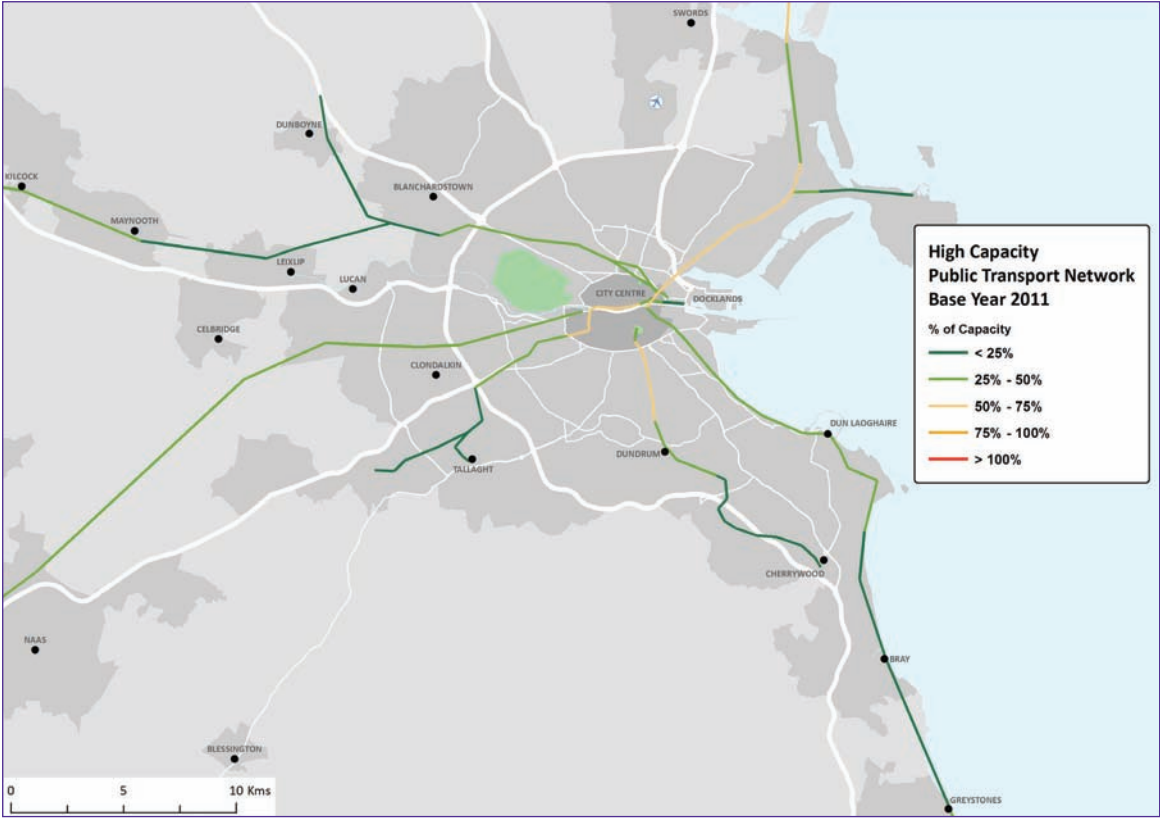 SWORDS
DUNBOYNE
KILCOCK
BLANCHARDSTOWN
MAYNOOTH
LEIXLIP
LUCAN
CITY CENTRE
DOCKLANDS
CELBRIDGE
CLONDALKIN
DUN LAOGHAIRE
DUNDRUM
TALLAGHT
CHERRYWOOD
NAAS
BRAY
BLESSINGTON
GREYSTONES
High Capacity
Public Transport Network
Base Year 2011
% of Capacity
< 25%
25% - 50%
50% - 75%
75% - 100%
> 100%
0 5 10 Kms